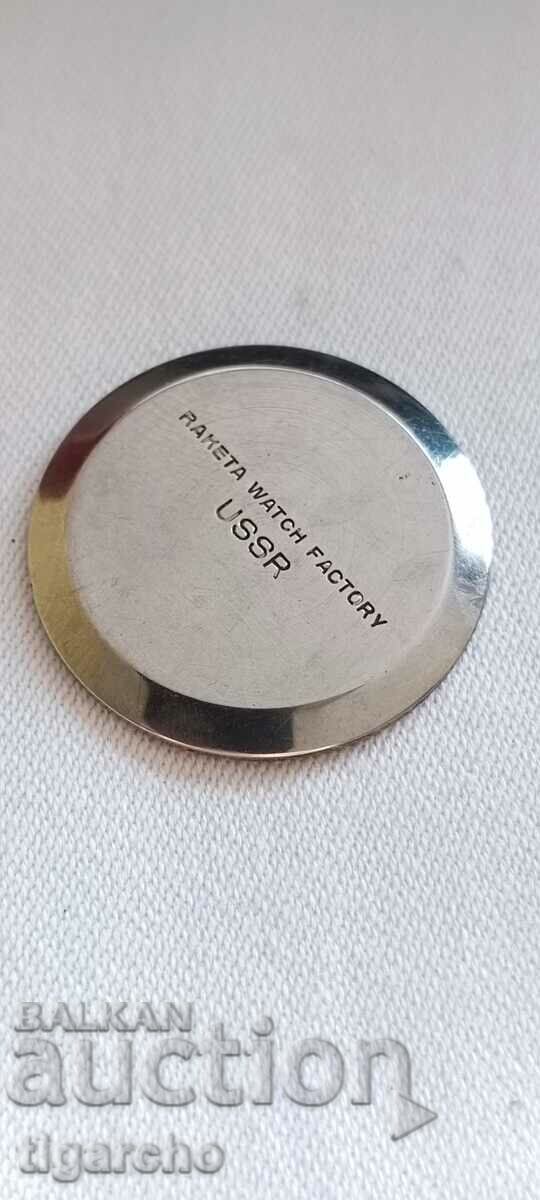 RAKETA WATCH FACTORY
USSR
BALKAN
auction
tigarcho